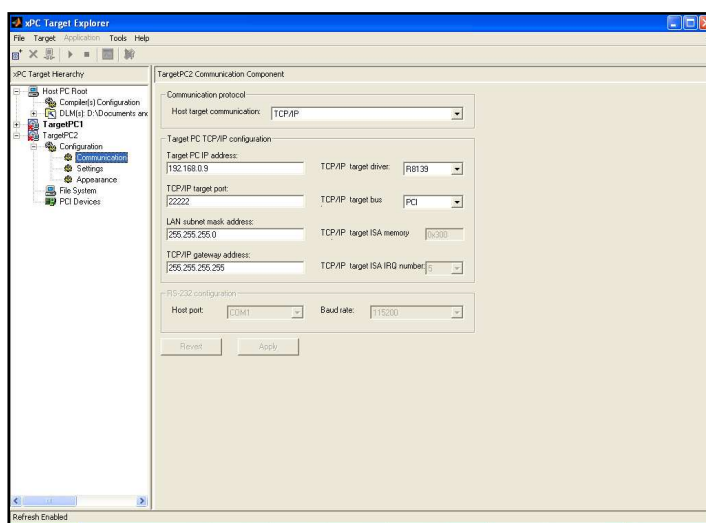 xPC Target Explorer
File Target Application Tools Help
xPC Target Hierarchy
Host PC Root
Compiler(s) Configuration
DLM(s): D:\Documents and
TargetPC1
TargetPC2
Configuration
Communication
Settings
Appearance
File System
PCI Devices
TargetPC2 Communication Component
Communication protocol
Host target communication: TCP/IP
Target PC TCP/IP configuration
Target PC IP address:
192.168.0.9
TCP/IP target driver: R8139
TCP/IP target port:
22222
TCP/IP target bus PCI
LAN subnet mask address:
255.255.255.0
TCP/IP target ISA memory 0x300
TCP/IP gateway address:
255.255.255.255
TCP/IP target ISA IRQ number: 5
RS-232 configuration
Host port: COM1
Baud rate: 115200
Revert Apply
Refresh Enabled